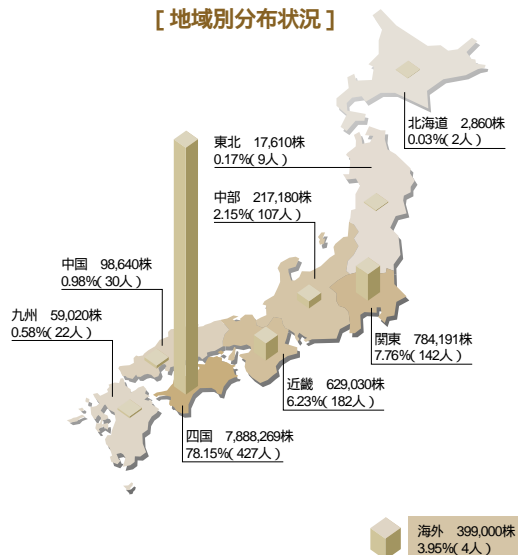 [ 地域別分布状況 ]
北海道 2,860株
0.03%( 2人 )
東北 17,610株
0.17%( 9人 )
中部 217,180株
2.15%( 107人 )
中国 98,640株
0.98%( 30人 )
九州 59,020株
0.58%( 22人 )
関東 784,191株
7.76%( 142人 )
近畿 629,030株
6.23%( 182人 )
四国 7,888,269株
78.15%( 427人 )
海外 399,000株
3.95%( 4人 )